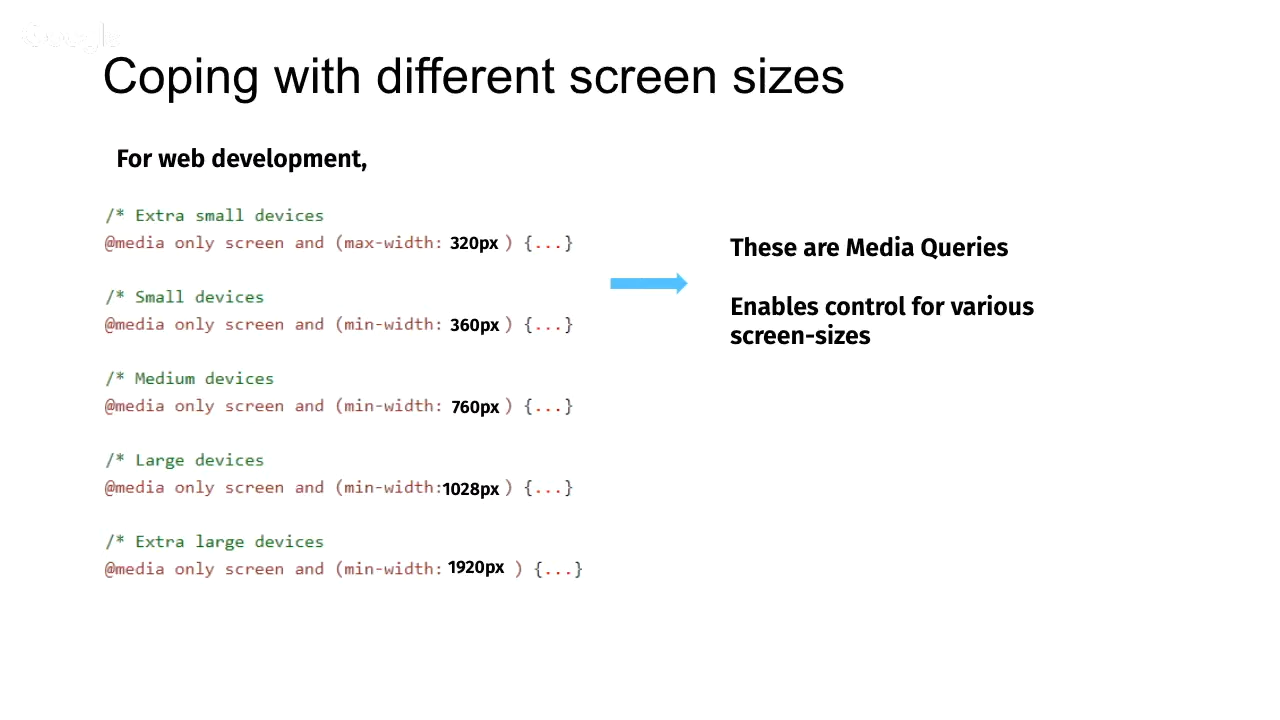 Google
Coping with different screen sizes
For web development,
/* Extra small devices
@media only screen and (max-width: 320px ) {...}
/* Small devices
@media only screen and (min-width: 360px ) {...}
/* Medium devices
@media only screen and (min-width: 760px ) {...}
/* Large devices
@media only screen and (min-width:1028px ) {...}
/* Extra large devices
@media only screen and (min-width: 1920px ) {...}
These are Media Queries
Enables control for various
screen-sizes